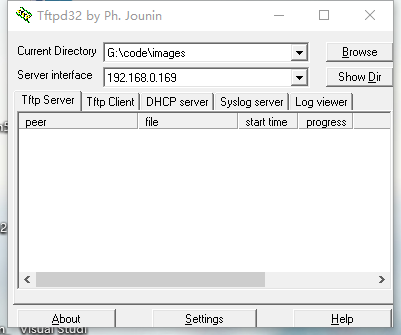 Tftpd32 by Ph. Jounin
Current Directory G:\code\images Browse
Server interface 192.168.0.169 Show Dir
Tftp Server Tftp Client DHCP server Syslog server Log viewer
peer file start time progress
About Settings Help
Visual Studi